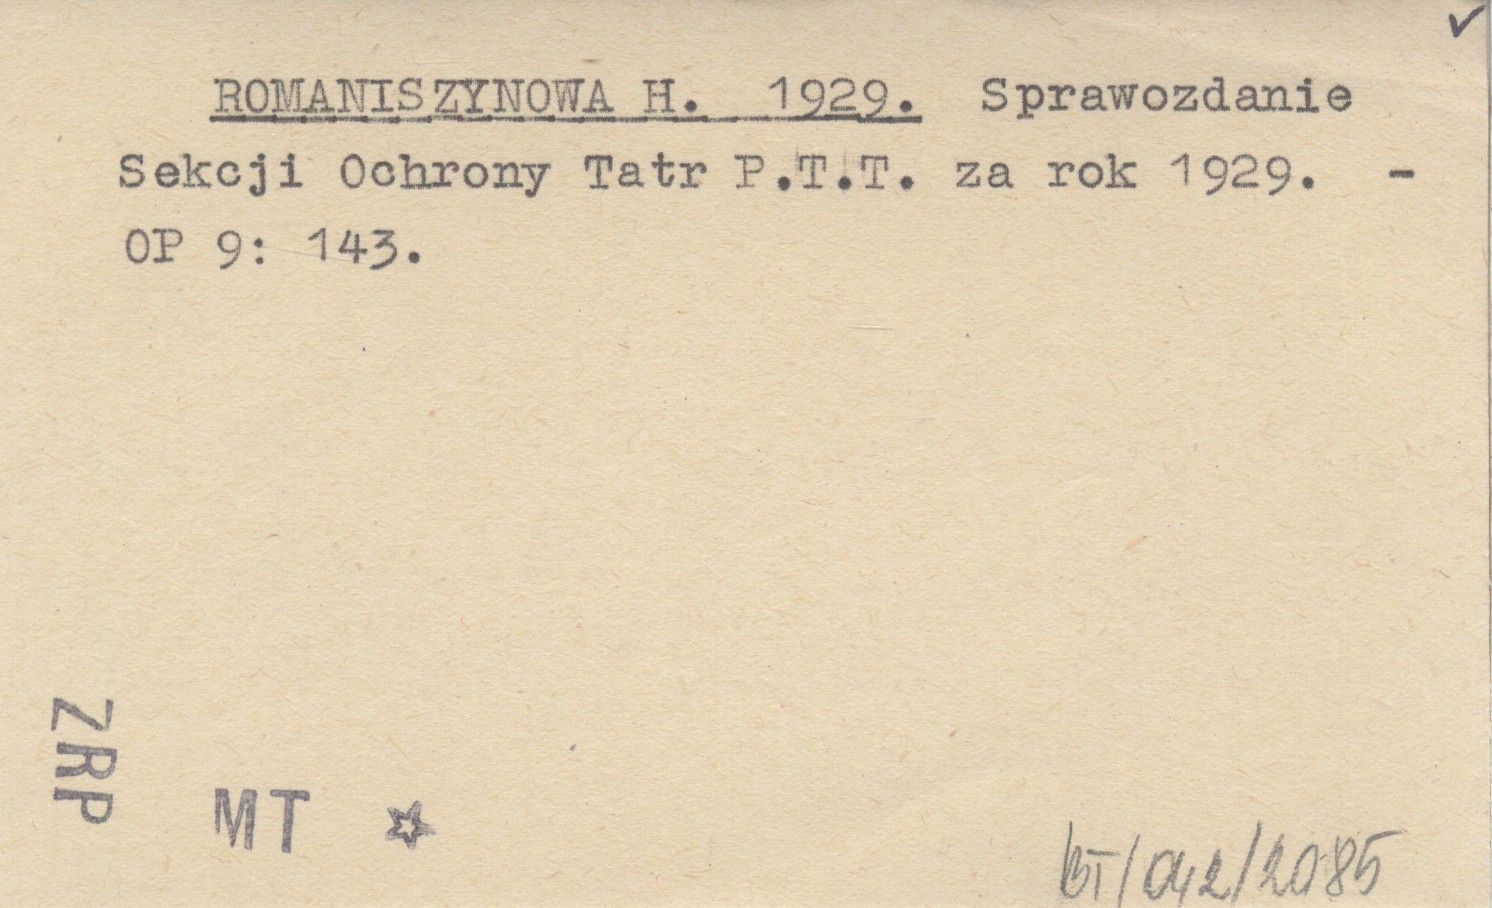 ROMANISZYNOWA H. 1929. Sprawozdanie
Sekcji Ochrony Tatr P.T.T. za rok 1929. -
OP 9: 143.
ZRP
MT
BT/042/2085